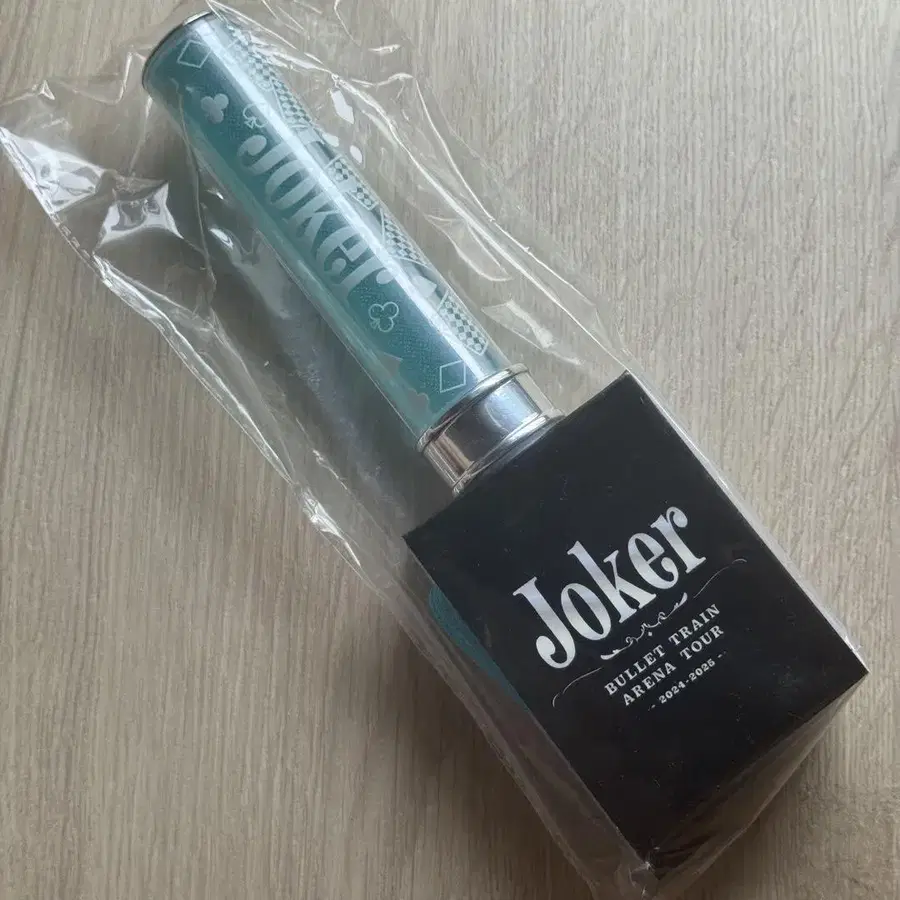 Joker
Joker
BULLET TRAIN
ARENA TOUR
- 2024-2025 -